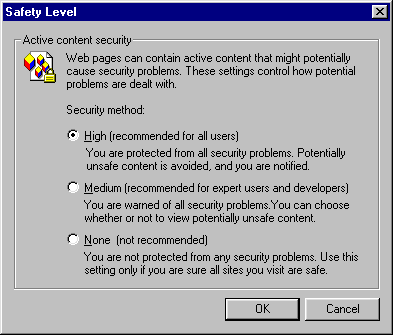 Safety Level
Active content security
Web pages can contain active content that might potentially
cause security problems. These settings control how potential
problems are dealt with.
Security method:
High (recommended for all users)
You are protected from all security problems. Potentially
unsafe content is avoided, and you are notified.
Medium (recommended for expert users and developers)
You are warned of all security problems.You can choose
whether or not to view potentially unsafe content.
None (not recommended)
You are not protected from any security problems. Use this
setting only if you are sure all sites you visit are safe.
OK
Cancel